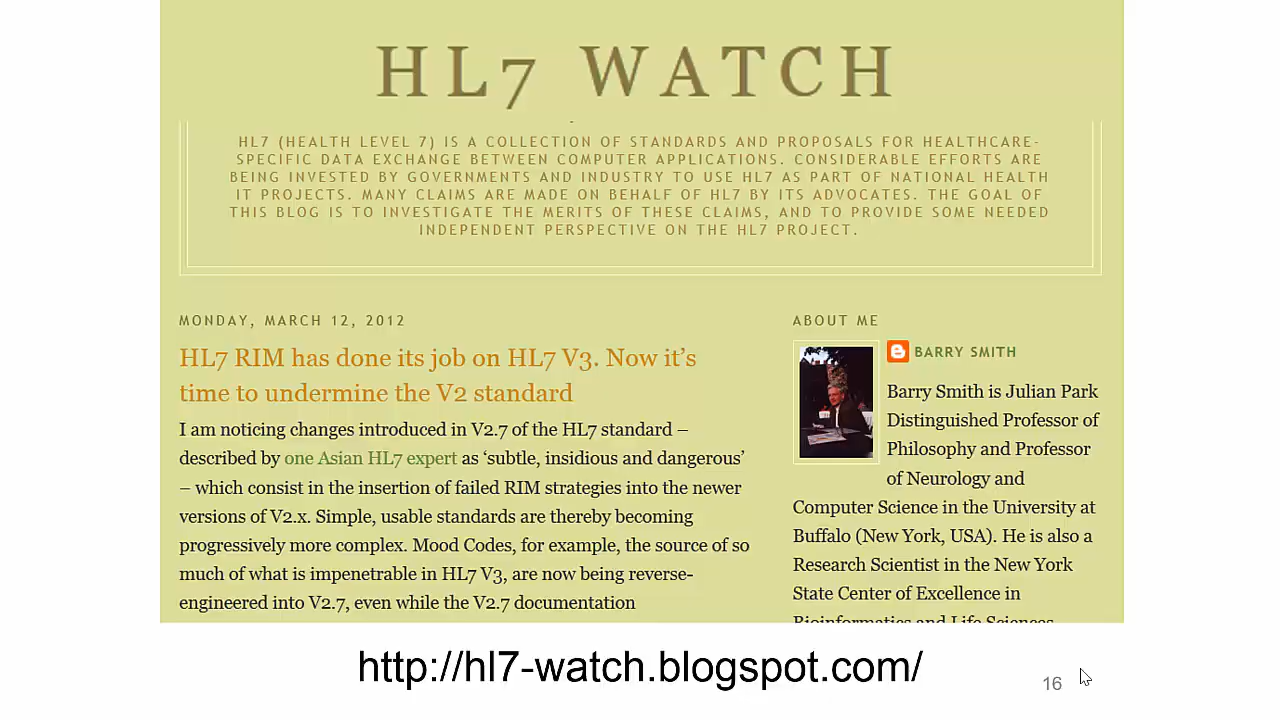 HL7 WATCH
HL7 (HEALTH LEVEL 7) IS A COLLECTION OF STANDARDS AND PROPOSALS FOR HEALTHCARE-
SPECIFIC DATA EXCHANGE BETWEEN COMPUTER APPLICATIONS. CONSIDERABLE EFFORTS ARE
BEING INVESTED BY GOVERNMENTS AND INDUSTRY TO USE HL7 AS PART OF NATIONAL HEALTH
IT PROJECTS. MANY CLAIMS ARE MADE ON BEHALF OF HL7 BY ITS ADVOCATES. THE GOAL OF
THIS BLOG IS TO INVESTIGATE THE MERITS OF THESE CLAIMS, AND TO PROVIDE SOME NEEDED
INDEPENDENT PERSPECTIVE ON THE HL7 PROJECT.
MONDAY, MARCH 12, 2012
HL7 RIM has done its job on HL7 V3. Now it's
time to undermine the V2 standard
I am noticing changes introduced in V2.7 of the HL7 standard –
described by one Asian HL7 expert as ‘subtle, insidious and dangerous’
– which consist in the insertion of failed RIM strategies into the newer
versions of V2.x. Simple, usable standards are thereby becoming
progressively more complex. Mood Codes, for example, the source of so
much of what is impenetrable in HL7 V3, are now being reverse-
engineered into V2.7, even while the V2.7 documentation
ABOUT ME
BARRY SMITH
Barry Smith is Julian Park
Distinguished Professor of
Philosophy and Professor
of Neurology and
Computer Science in the University at
Buffalo (New York, USA). He is also a
Research Scientist in the New York
State Center of Excellence in
Bioinformatics and Life Sciences
http://hl7-watch.blogspot.com/
16